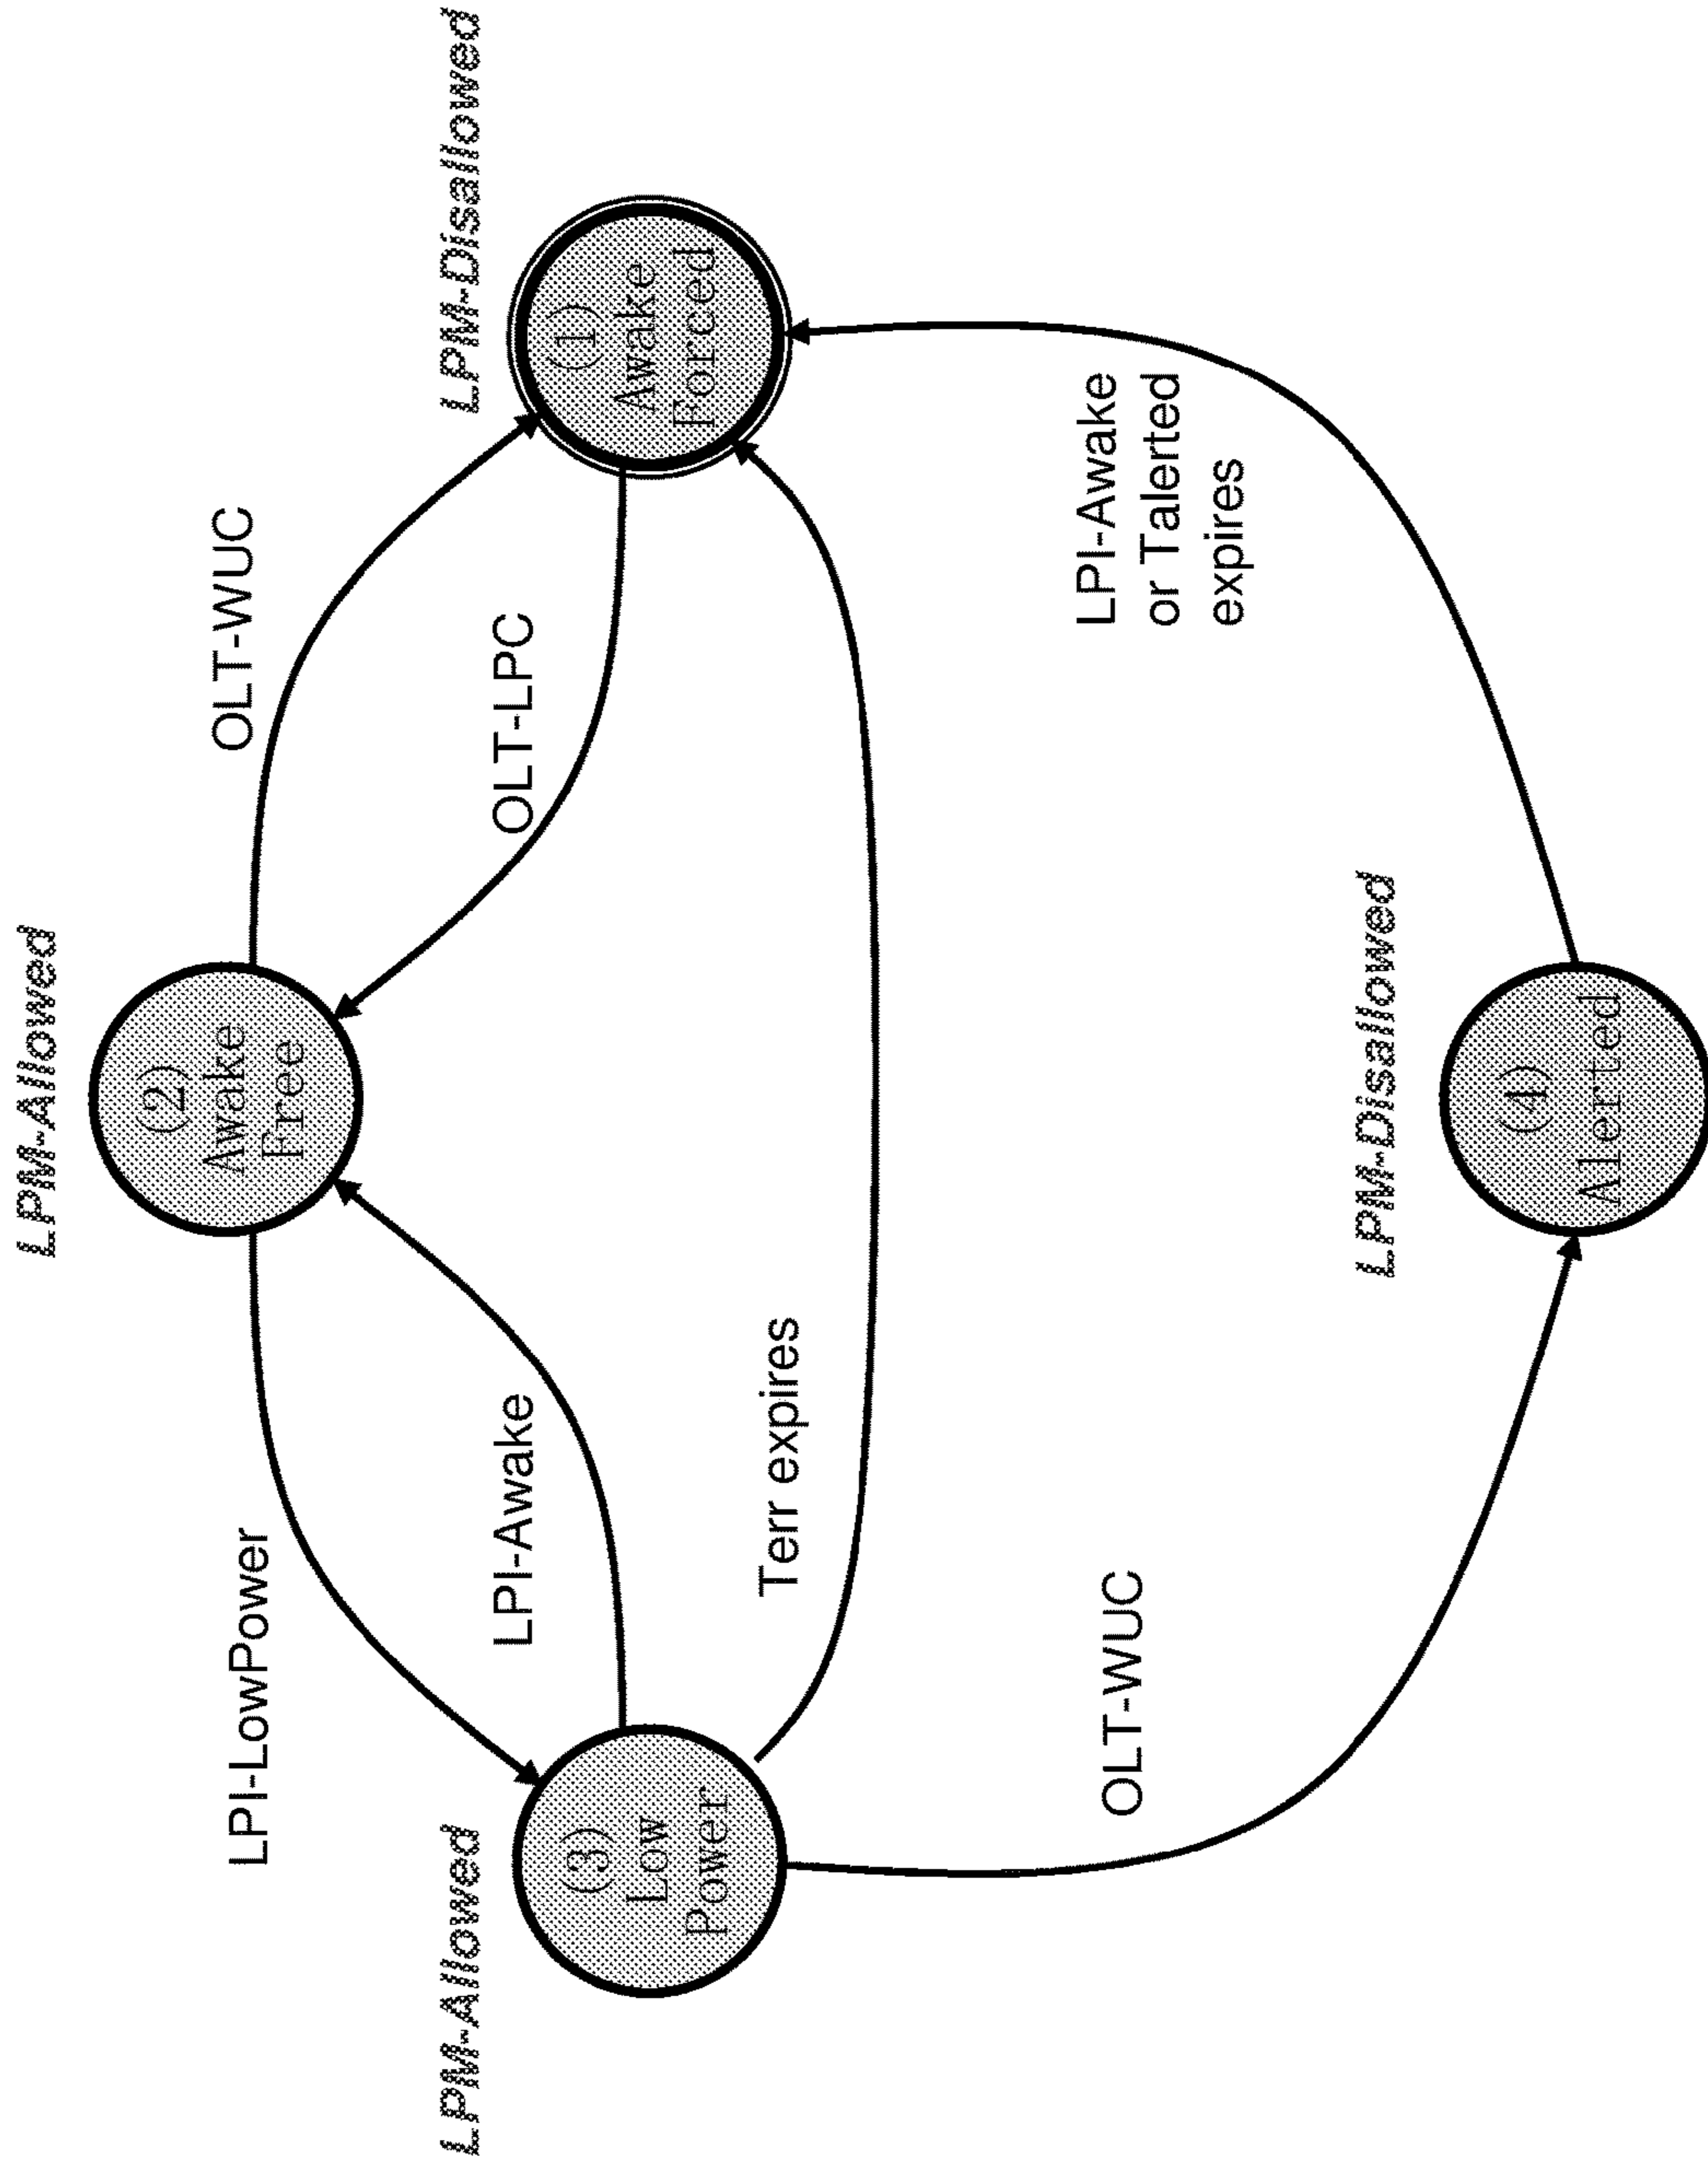 LPM-Allowed
(2)
Awake
Free
LPI-LowPower
OLT-WUC
LPM-Allowed
(3)
Low
Power
LPI-Awake
OLT-LPC
LPM-Disallowed
(1)
Awake
Forced
Terr expires
OLT-WUC
LPI-Awake
or Talerted
expires
LPM-Disallowed
(4)
Alerted